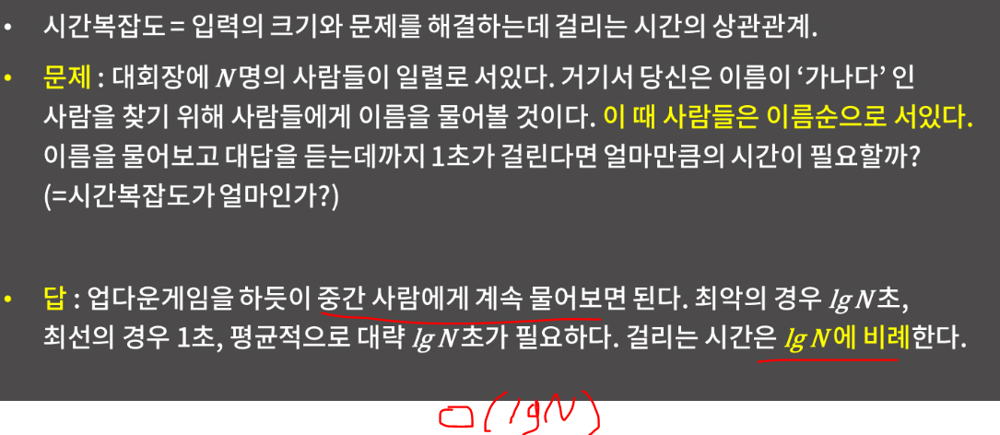 • 시간복잡도 = 입력의 크기와 문제를 해결하는데 걸리는 시간의 상관관계.
• 문제 : 대회장에 N명의 사람들이 일렬로 서있다. 거기서 당신은 이름이 ‘가나다’ 인
사람을 찾기 위해 사람들에게 이름을 물어볼 것이다. 이 때 사람들은 이름순으로 서있다.
이름을 물어보고 대답을 듣는데까지 1초가 걸린다면 얼마만큼의 시간이 필요할까?
(=시간복잡도가 얼마인가?)
• 답 : 업다운게임을 하듯이 중간 사람에게 계속 물어보면 된다. 최악의 경우 lg N초,
최선의 경우 1초, 평균적으로 대략 lg N초가 필요하다. 걸리는 시간은 lg N에 비례한다.
O(lgN)